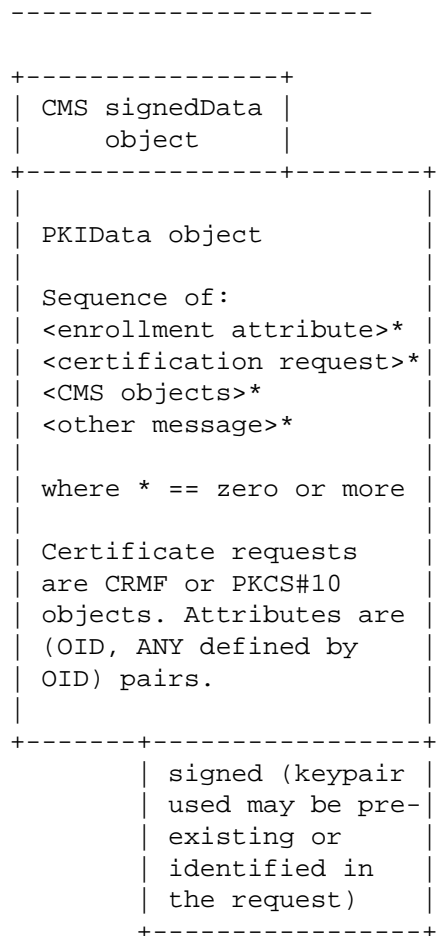 ------------------------
+----------------+
| CMS signedData |
|     object     |
+----------------+--------+
|                         |
| PKIData object          |
|                         |
| Sequence of:            |
| <enrollment attribute>* |
| <certification request>*|
| <CMS objects>*          |
| <other message>*        |
|                         |
| where * == zero or more |
|                         |
| Certificate requests    |
| are CRMF or PKCS#10     |
| objects. Attributes are |
| (OID, ANY defined by    |
| OID) pairs.             |
|                         |
+-------+-----------------+
        | signed (keypair |
        | used may be pre-|
        | existing or     |
        | identified in   |
        | the request)    |
        +-----------------+